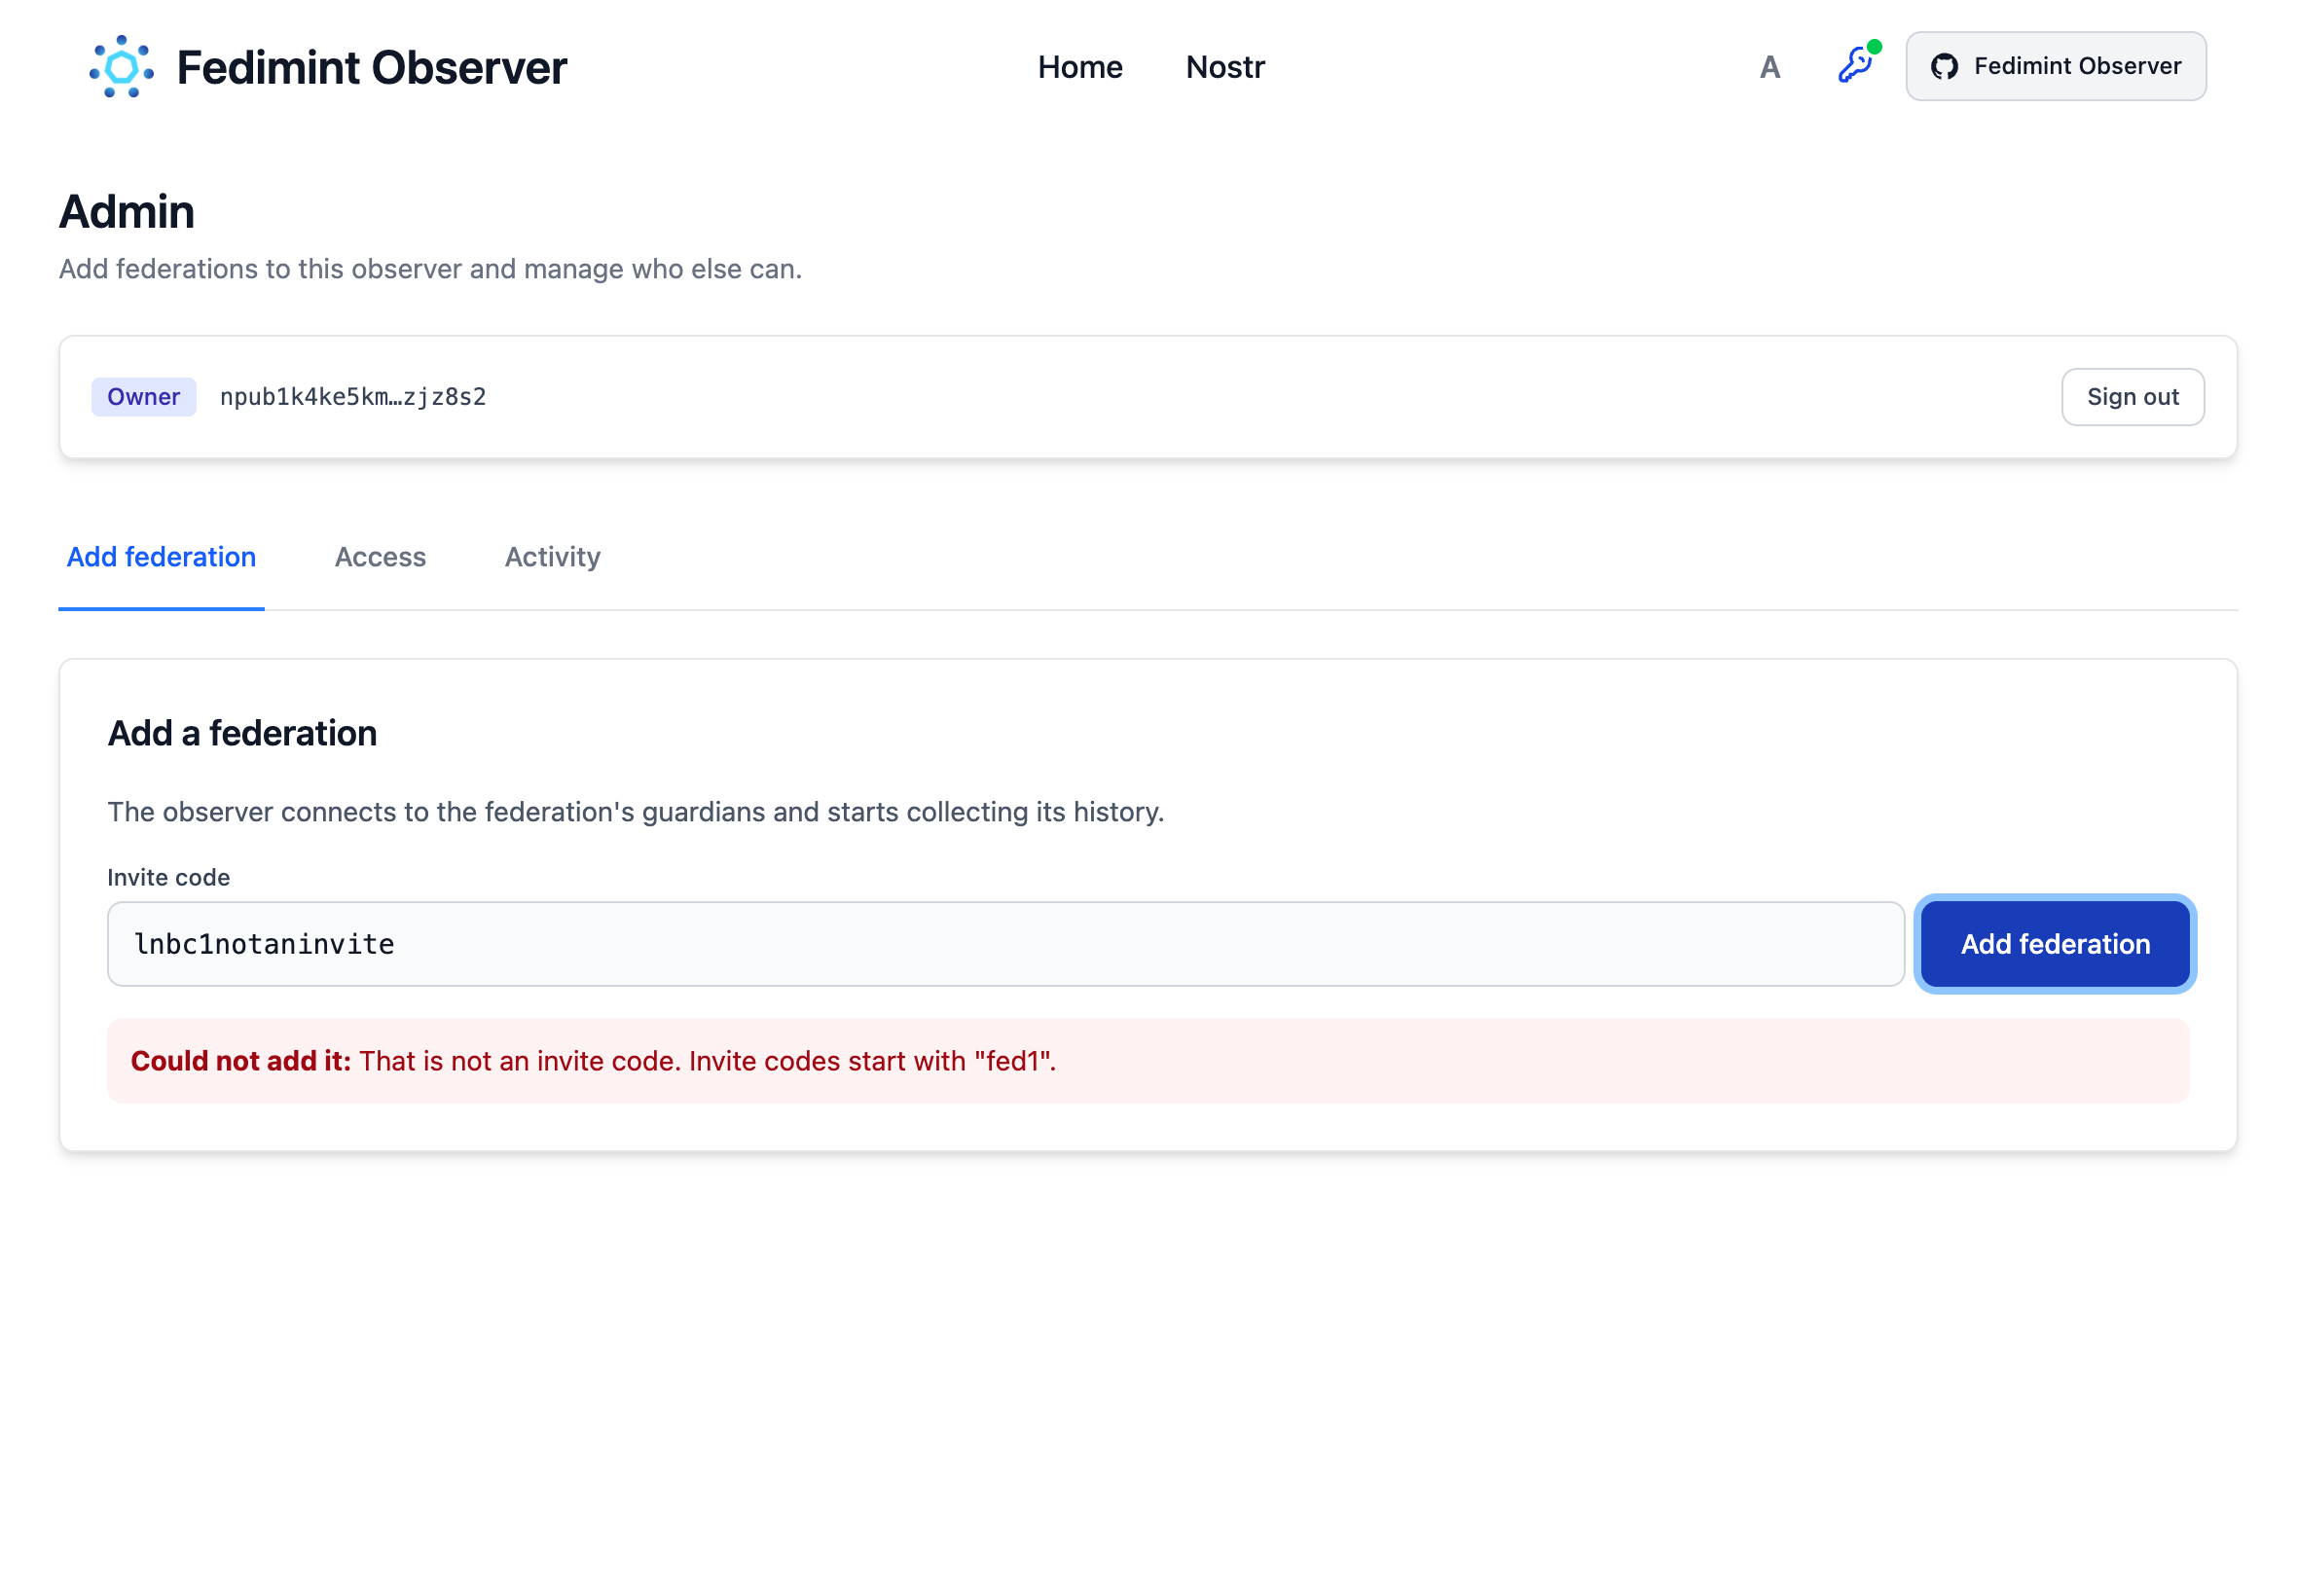 Fedimint Observer
Home
Nostr
A
Fedimint Observer
Admin
Add federations to this observer and manage who else can.
Owner
npub1k4ke5km…zjz8s2
Sign out
Add federation
Access
Activity
Add a federation
The observer connects to the federation's guardians and starts collecting its history.
Invite code
lnbc1notaninvite
Add federation
Could not add it: That is not an invite code. Invite codes start with "fed1".